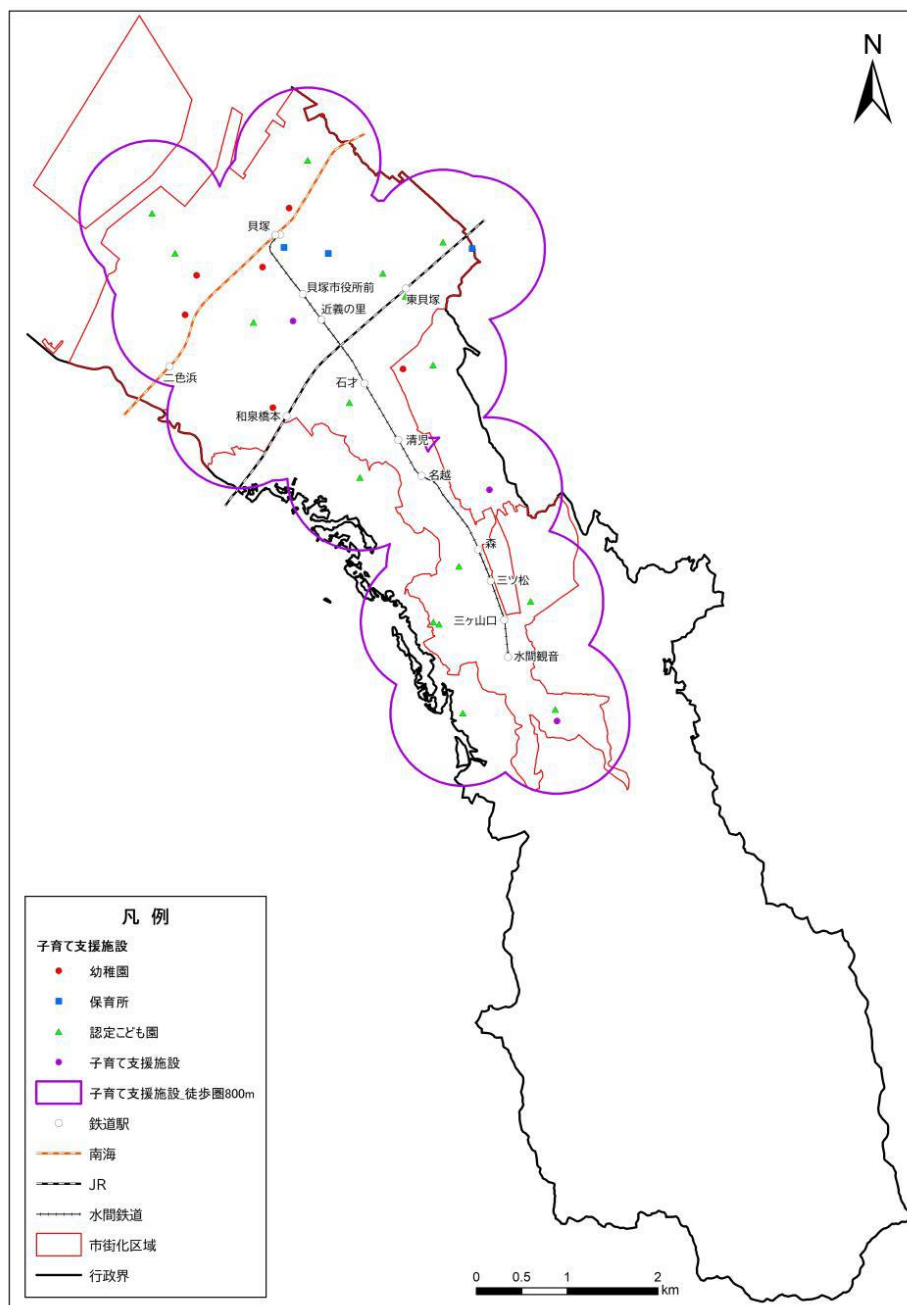 N
貝塚
貝塚市役所前
近義の里
東貝塚
二色浜
石才
和泉橋本
清児
名越
森
三ツ松
三ヶ山口
水間観音
凡 例
子育て支援施設
幼稚園
保育所
認定こども園
子育て支援施設
子育て支援施設_徒歩圏800m
鉄道駅
南海
JR
水間鉄道
市街化区域
行政界
0 0.5 1 2
km